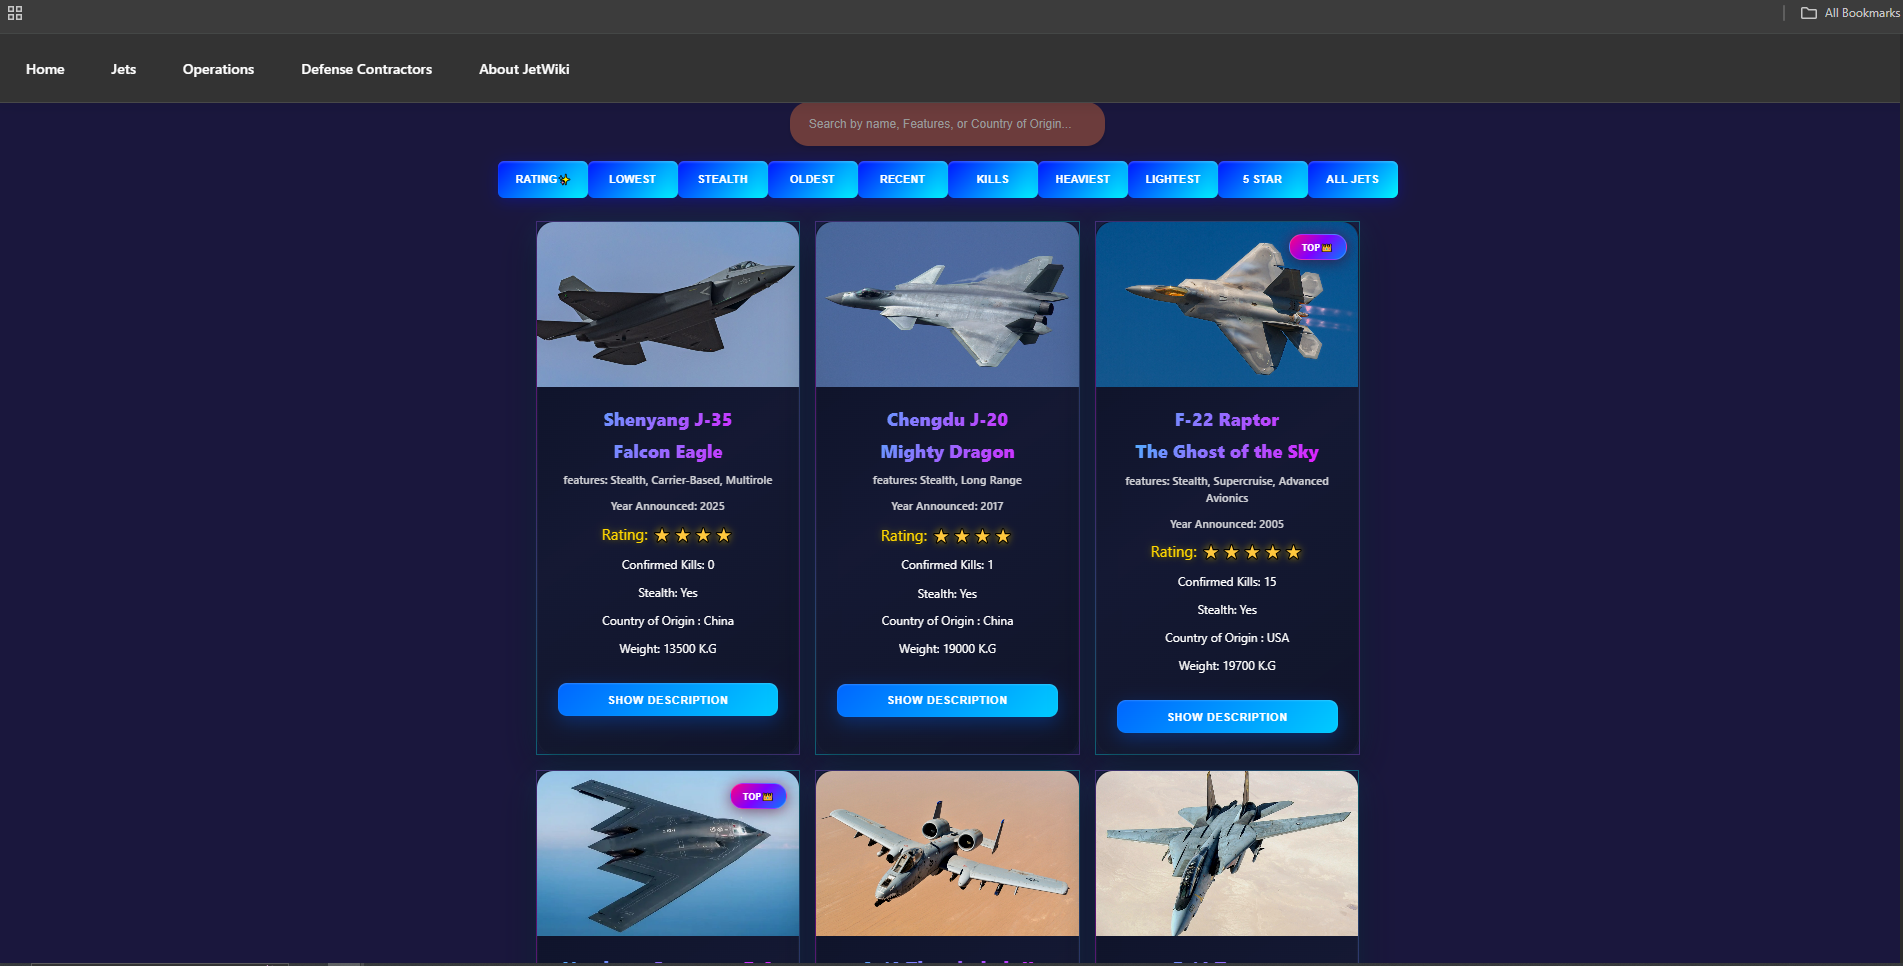 All Bookmarks
Home Jets Operations Defense Contractors About JetWiki
Search by name, Features, or Country of Origin...
RATING✨ LOWEST STEALTH OLDEST RECENT KILLS HEAVIEST LIGHTEST 5 STAR ALL JETS
Shenyang J-35
Falcon Eagle
features: Stealth, Carrier-Based, Multirole
Year Announced: 2025
Rating: ★ ★ ★ ★
Confirmed Kills: 0
Stealth: Yes
Country of Origin : China
Weight: 13500 K.G
SHOW DESCRIPTION
Chengdu J-20
Mighty Dragon
features: Stealth, Long Range
Year Announced: 2017
Rating: ★ ★ ★ ★
Confirmed Kills: 1
Stealth: Yes
Country of Origin : China
Weight: 19000 K.G
SHOW DESCRIPTION
TOP👑
F-22 Raptor
The Ghost of the Sky
features: Stealth, Supercruise, Advanced
Avionics
Year Announced: 2005
Rating: ★ ★ ★ ★ ★
Confirmed Kills: 15
Stealth: Yes
Country of Origin : USA
Weight: 19700 K.G
SHOW DESCRIPTION
TOP👑